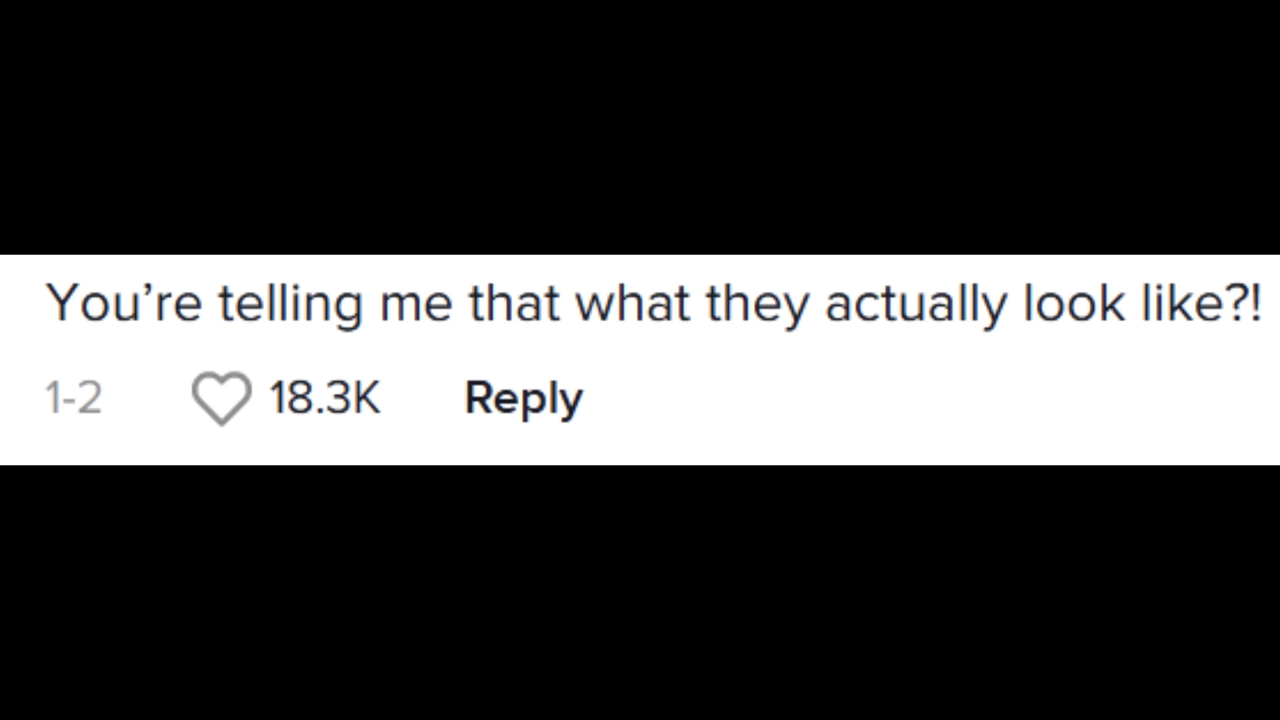 You’re telling me that what they actually look like?!
1-2 18.3K Reply